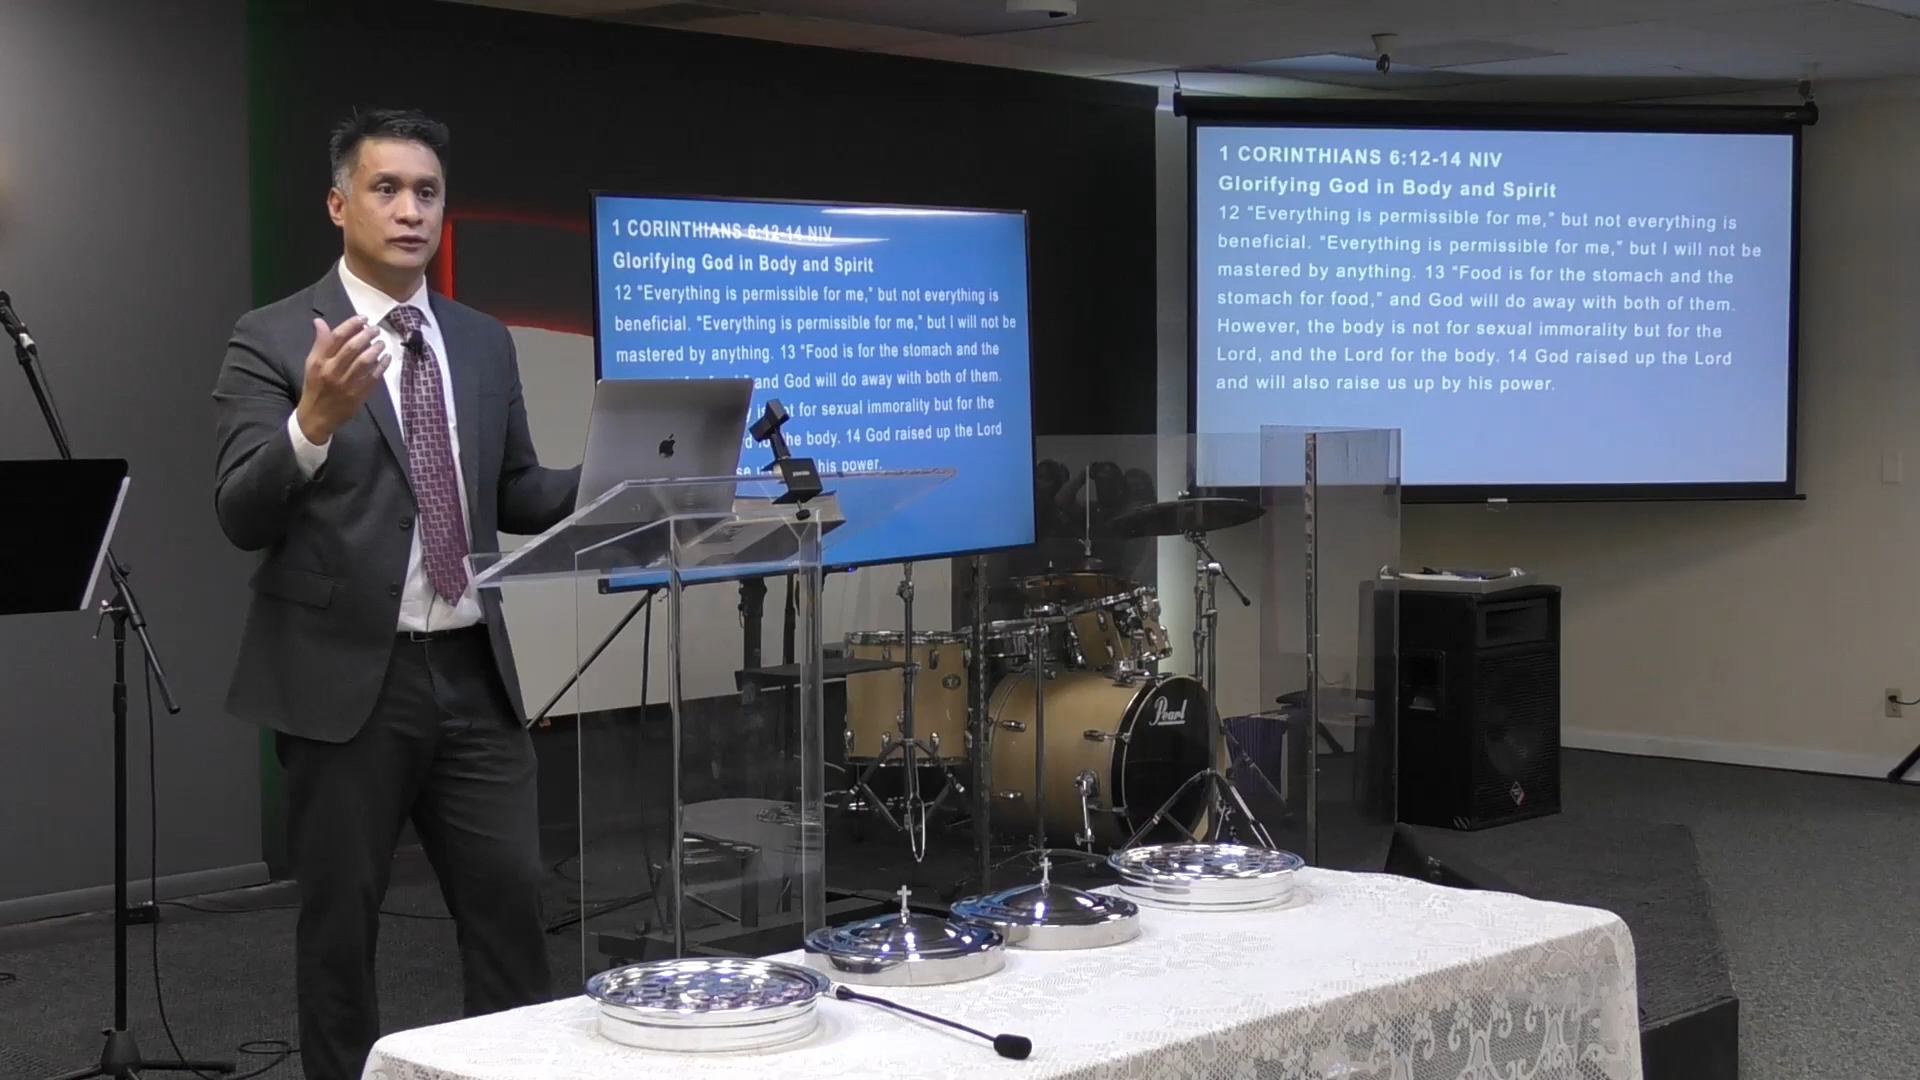 1 CORINTHIANS 6:12-14 NIV
Glorifying God in Body and Spirit
12 “Everything is permissible for me,” but not everything is
beneficial. “Everything is permissible for me,” but I will not be
mastered by anything. 13 “Food is for the stomach and the
and God will do away with both of them.
for sexual immorality but for the
the body. 14 God raised up the Lord
his power.
1 CORINTHIANS 6:12-14 NIV
Glorifying God in Body and Spirit
12 “Everything is permissible for me,” but not everything is
beneficial. “Everything is permissible for me,” but I will not be
mastered by anything. 13 “Food is for the stomach and the
stomach for food,” and God will do away with both of them.
However, the body is not for sexual immorality but for the
Lord, and the Lord for the body. 14 God raised up the Lord
and will also raise us up by his power.
Pearl